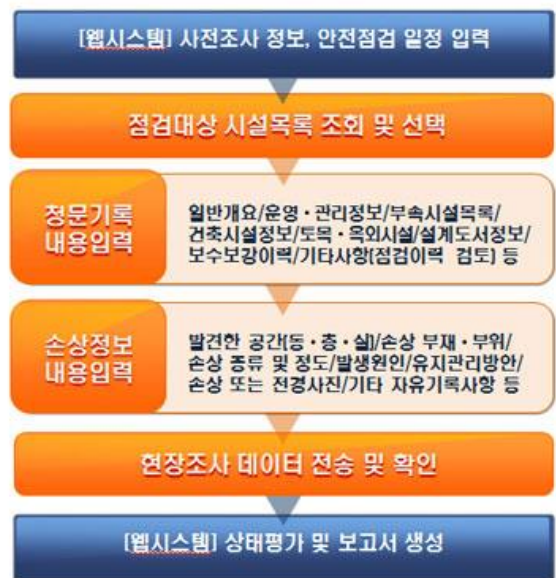 [웹시스템] 사전조사 정보, 안전점검 일정 입력
점검대상 시설목록 조회 및 선택
청문기록
내용입력
일반개요/운영·관리정보/부속시설목록/
건축시설정보/토목·옥외시설/설계도서정보/
보수보강이력/기타사항(점검이력 검토) 등
손상정보
내용입력
발견한 공간(동·층·실)/손상 부재·부위/
손상 종류 및 정도/발생원인/유지관리방안/
손상 또는 전경사진/기타 자유기록사항 등
현장조사 데이터 전송 및 확인
[웹시스템] 상태평가 및 보고서 생성